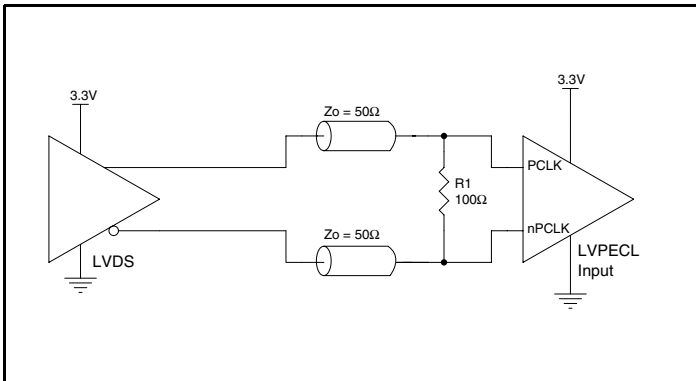 3.3V
3.3V
Zo = 50Ω
PCLK
R1
100Ω
Zo = 50Ω
nPCLK
LVDS
LVPECL
Input